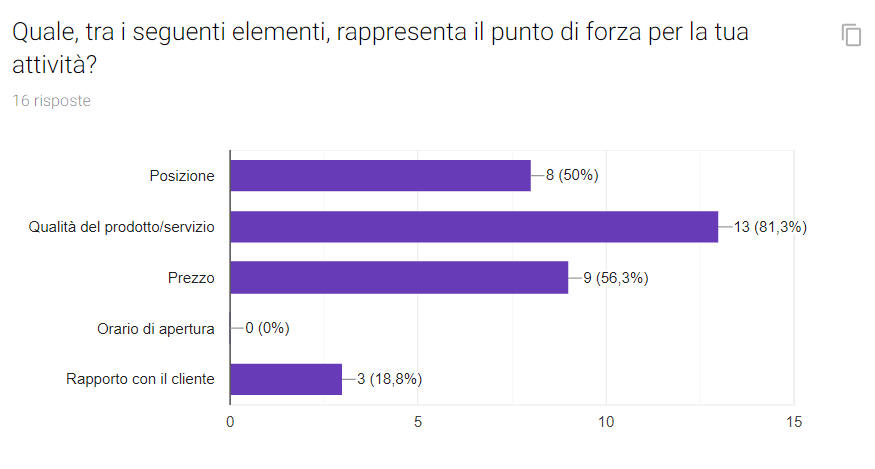 Quale, tra i seguenti elementi, rappresenta il punto di forza per la tua
attività?
16 risposte
Posizione 8 (50%)
Qualità del prodotto/servizio 13 (81,3%)
Prezzo 9 (56,3%)
Orario di apertura 0 (0%)
Rapporto con il cliente 3 (18,8%)
0 5 10 15